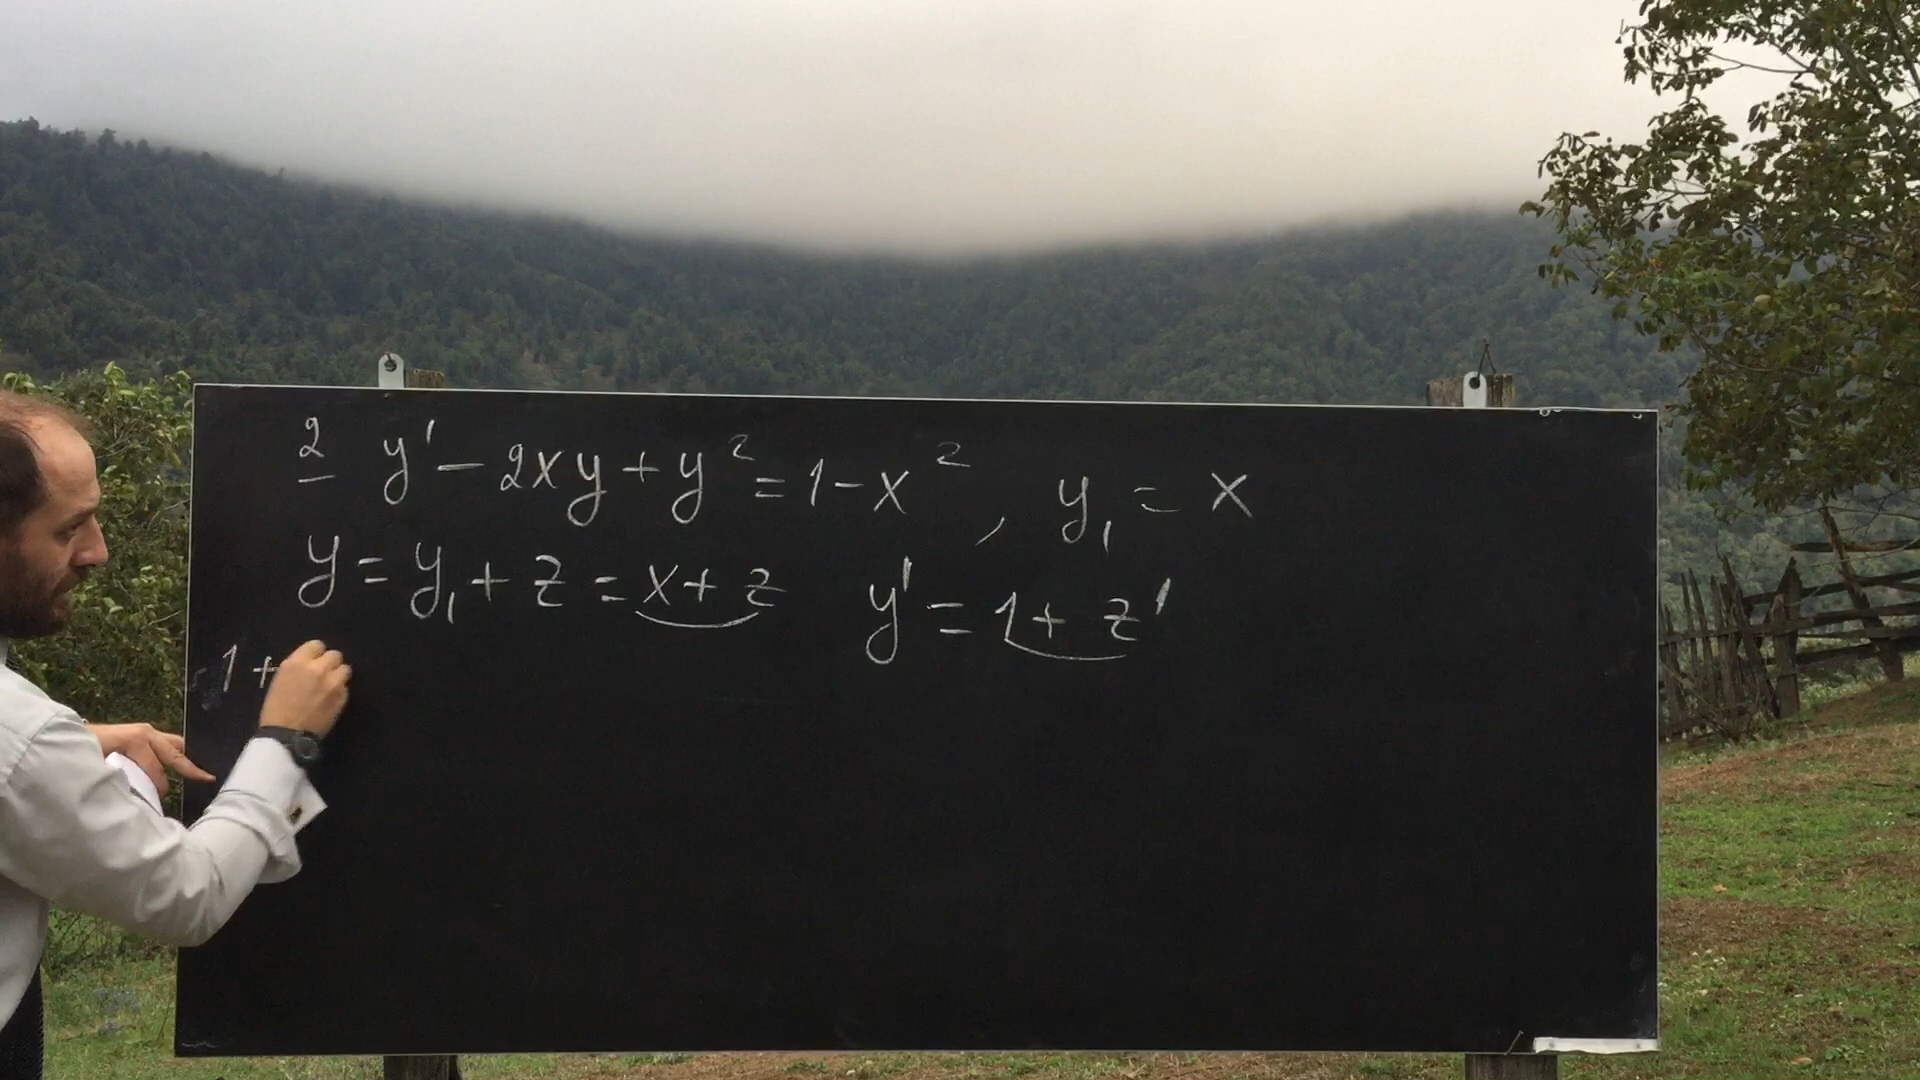 2 y' - 2xy + y² = 1 - x² , y₁ = x
y = y₁ + z = x + z y' = 1 + z'
1 +